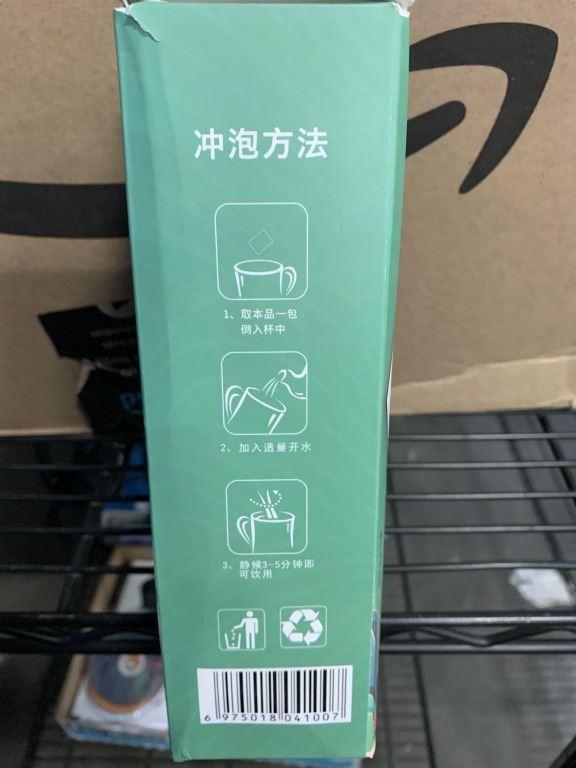 冲泡方法
1、取本品一包
倒入杯中
2、加入适量开水
3、静候3-5分钟即
可饮用
6 975018 041007